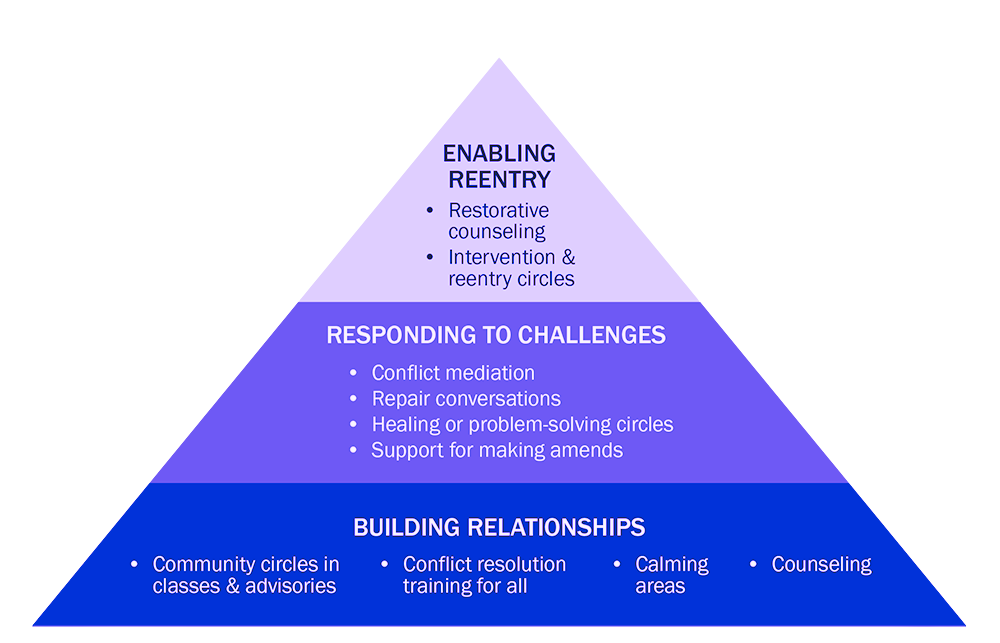 ENABLING
REENTRY
• Restorative
counseling
• Intervention &
reentry circles
RESPONDING TO CHALLENGES
• Conflict mediation
• Repair conversations
• Healing or problem-solving circles
• Support for making amends
BUILDING RELATIONSHIPS
• Community circles in
classes & advisories
• Conflict resolution
training for all
• Calming
areas
• Counseling